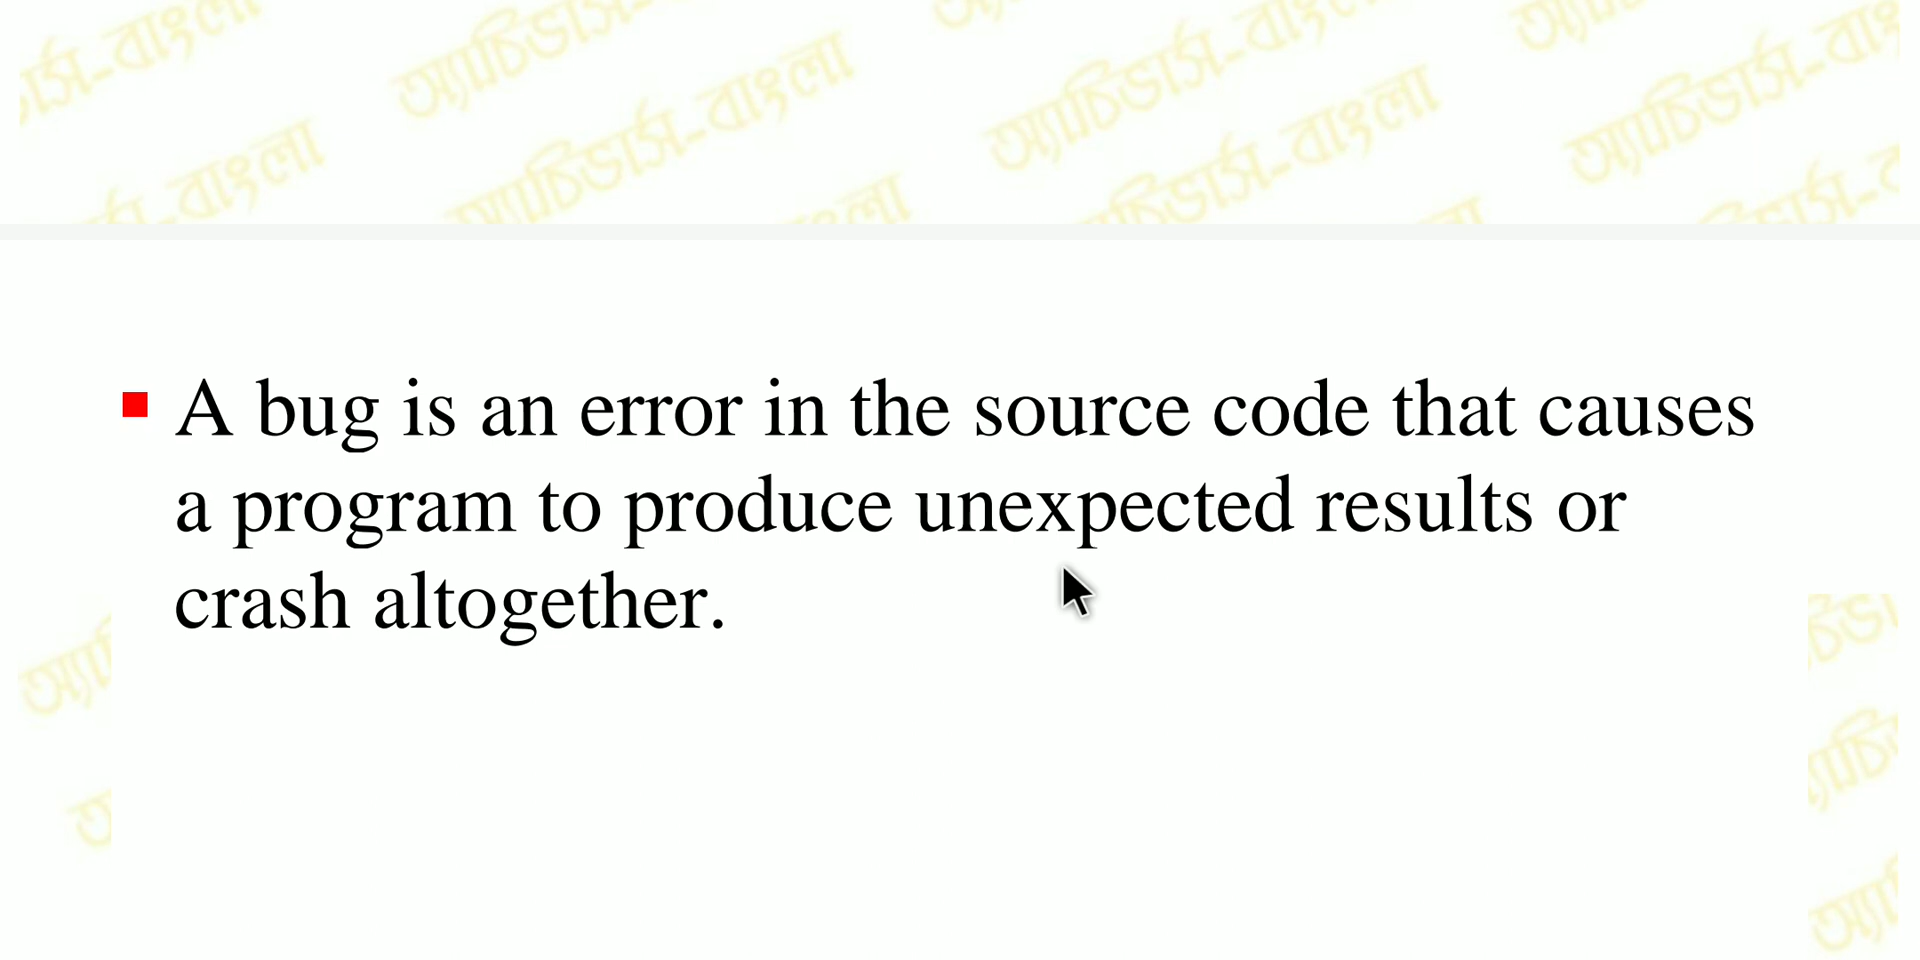 A bug is an error in the source code that causes
a program to produce unexpected results or
crash altogether.